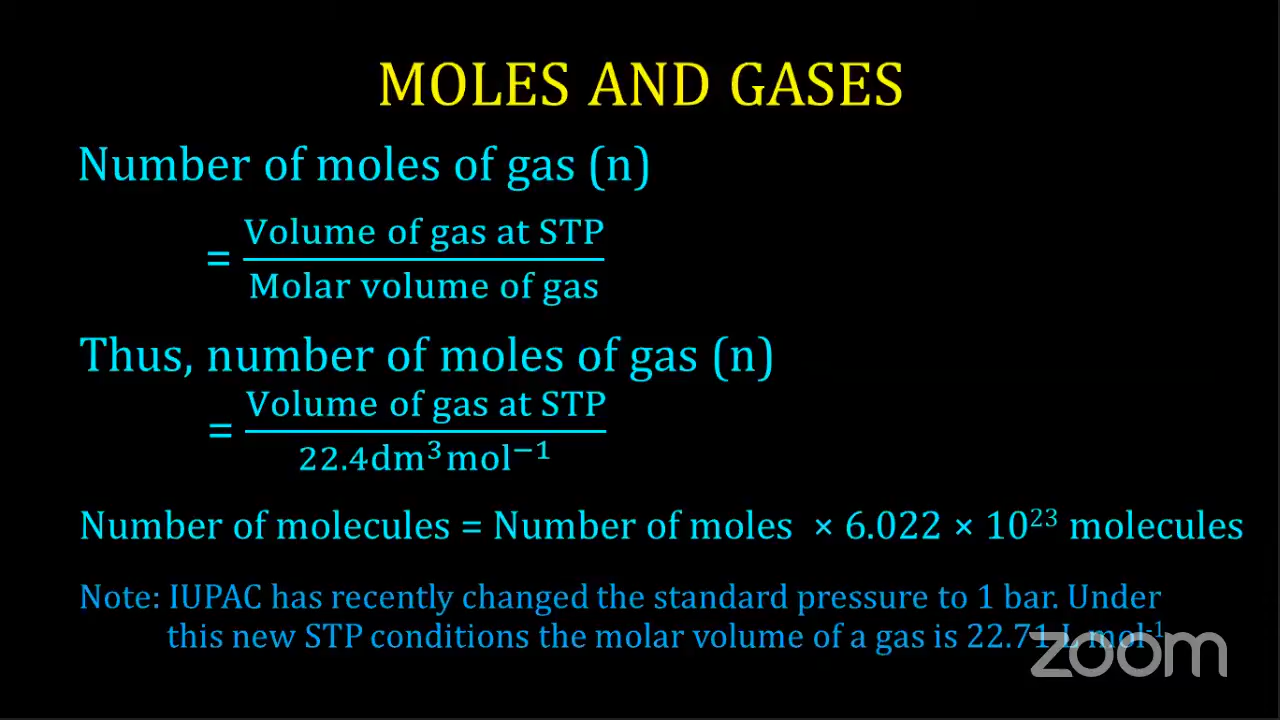 MOLES AND GASES
Number of moles of gas (n)
= Volume of gas at STP
Molar volume of gas
Thus, number of moles of gas (n)
= Volume of gas at STP
22.4dm³mol⁻¹
Number of molecules = Number of moles × 6.022 × 10²³ molecules
Note: IUPAC has recently changed the standard pressure to 1 bar. Under
this new STP conditions the molar volume of a gas is 22.71 L mol⁻¹
zoom